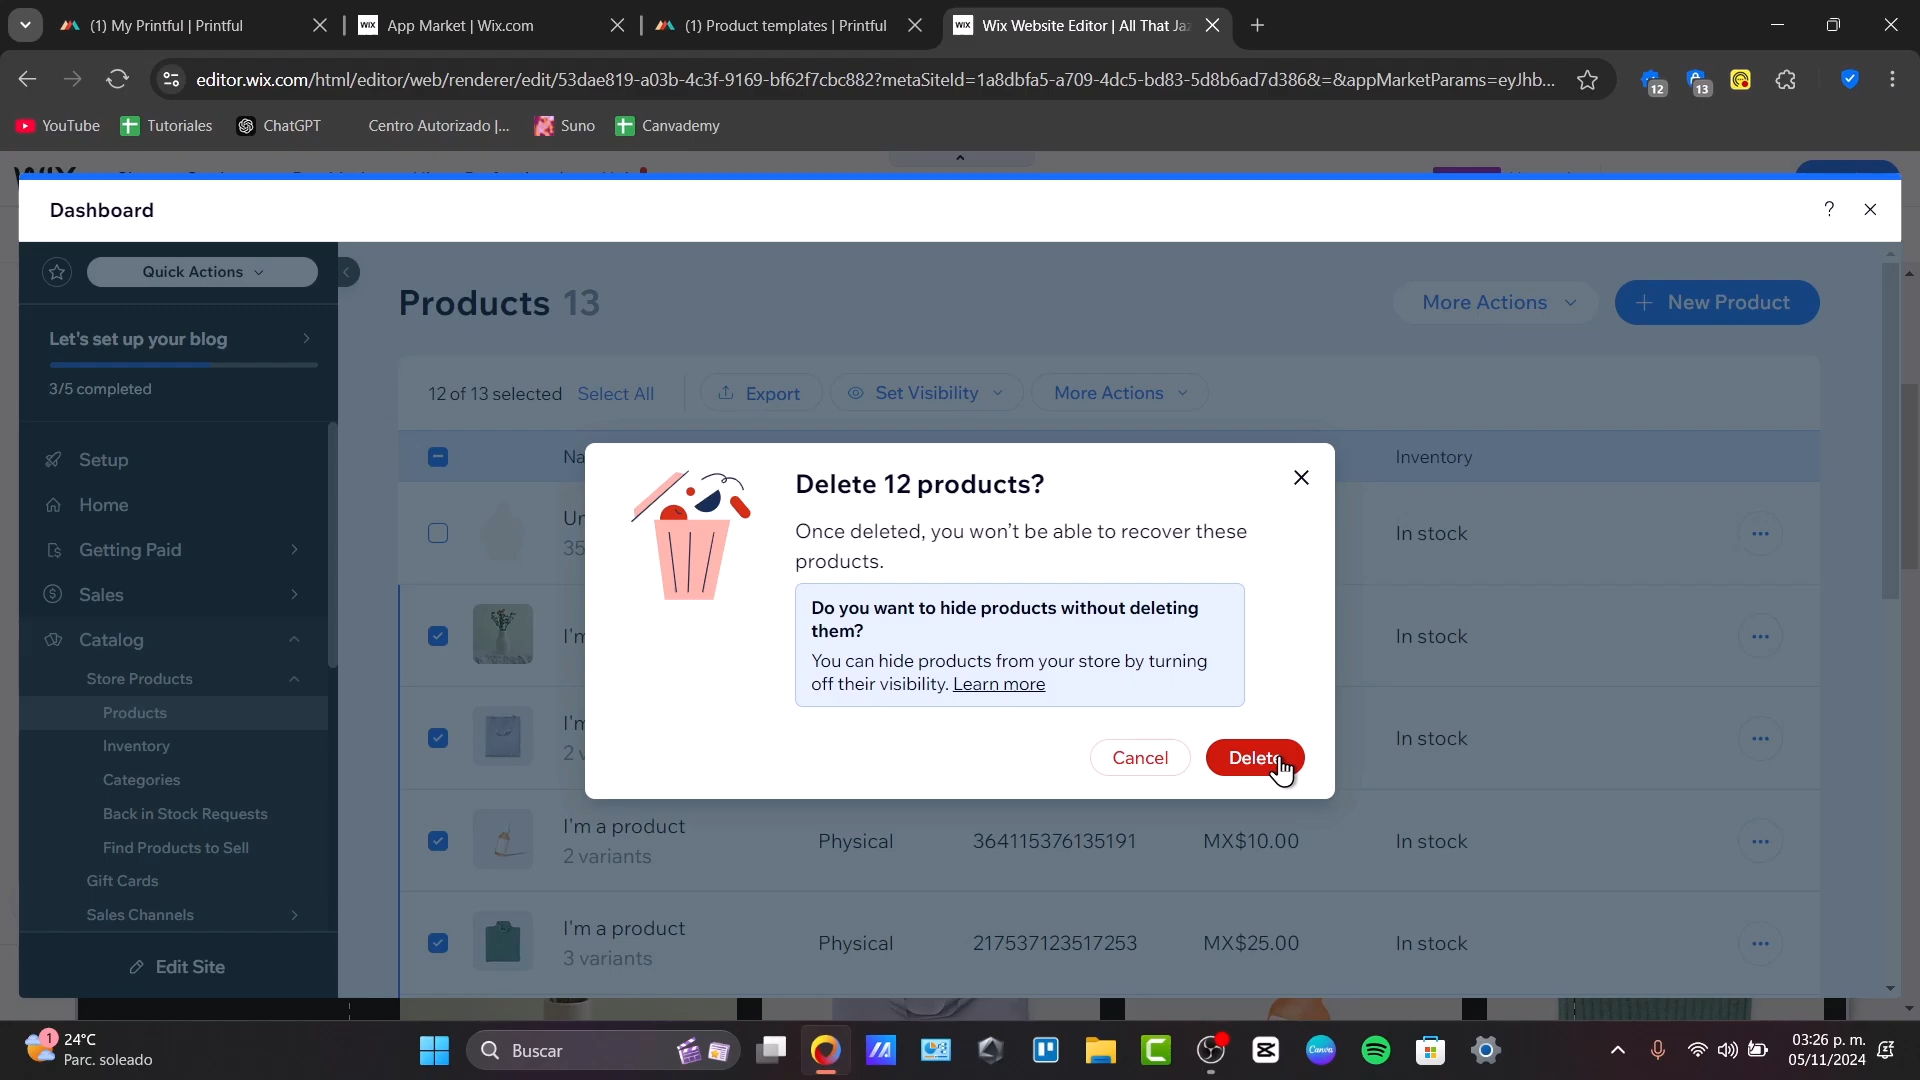 (1) My Printful | Printful
App Market | Wix.com
(1) Product templates | Printful
Wix Website Editor | All That Jaz
editor.wix.com/html/editor/web/renderer/edit/53dae819-a03b-4c3f-9169-bf62f7cbc882?metaSiteId=1a8dbfa5-a709-4dc5-bd83-5d8b6ad7d386&=&appMarketParams=eyJhb...
12
13
YouTube
Tutoriales
ChatGPT
Centro Autorizado |...
Suno
Canvademy
Dashboard
?
Quick Actions
Let's set up your blog
3/5 completed
Setup
Home
Getting Paid
Sales
Catalog
Store Products
Products
Inventory
Categories
Back in Stock Requests
Find Products to Sell
Gift Cards
Sales Channels
Edit Site
Products 13
More Actions
+ New Product
12 of 13 selected Select All
Export
Set Visibility
More Actions
Inventory
In stock
In stock
In stock
I'm a product
2 variants
Physical
364115376135191
MX$10.00
In stock
I'm a product
3 variants
Physical
217537123517253
MX$25.00
In stock
Delete 12 products?
Once deleted, you won't be able to recover these
products.
Do you want to hide products without deleting
them?
You can hide products from your store by turning
off their visibility. Learn more
Cancel
Delete
1
24°C
Parc. soleado
Buscar
Canva
03:26 p. m.
05/11/2024